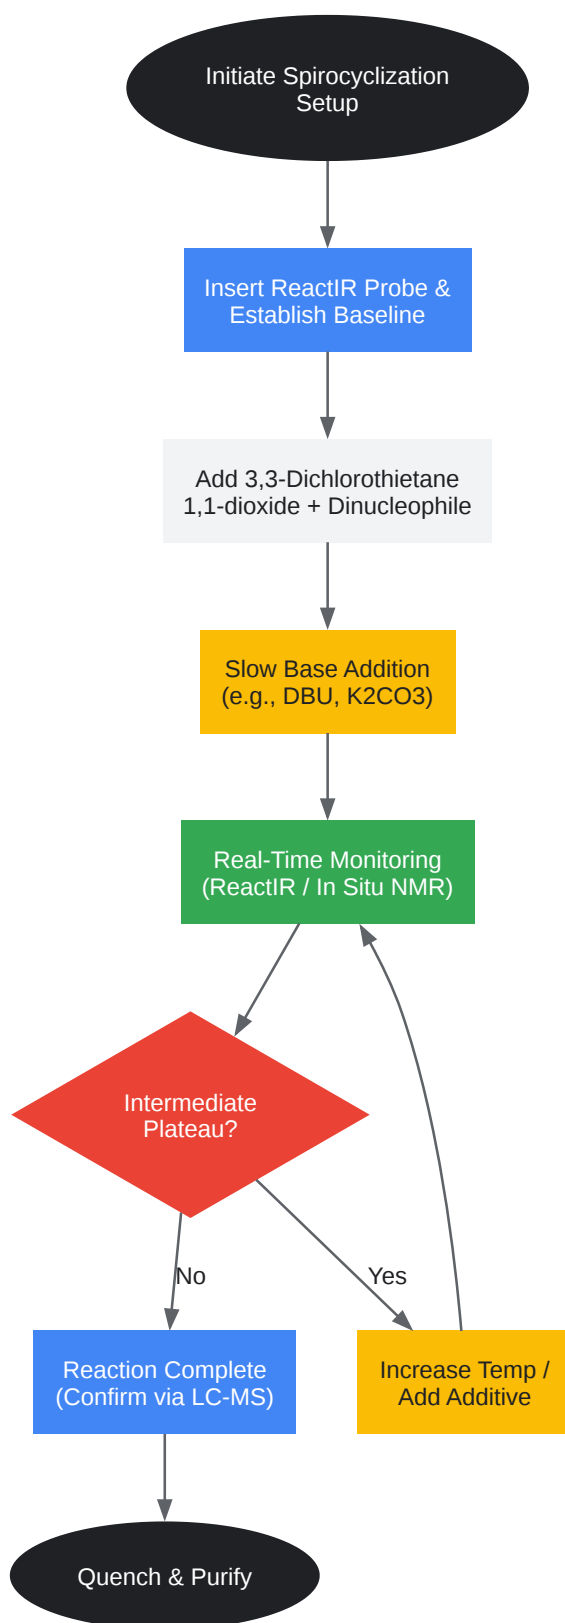 Initiate Spirocyclization
Setup
Insert ReactIR Probe &
Establish Baseline
Add 3,3-Dichlorothietane
1,1-dioxide + Dinucleophile
Slow Base Addition
(e.g., DBU, K2CO3)
Real-Time Monitoring
(ReactIR / In Situ NMR)
Intermediate
Plateau?
No
Yes
Reaction Complete
(Confirm via LC-MS)
Increase Temp /
Add Additive
Quench & Purify